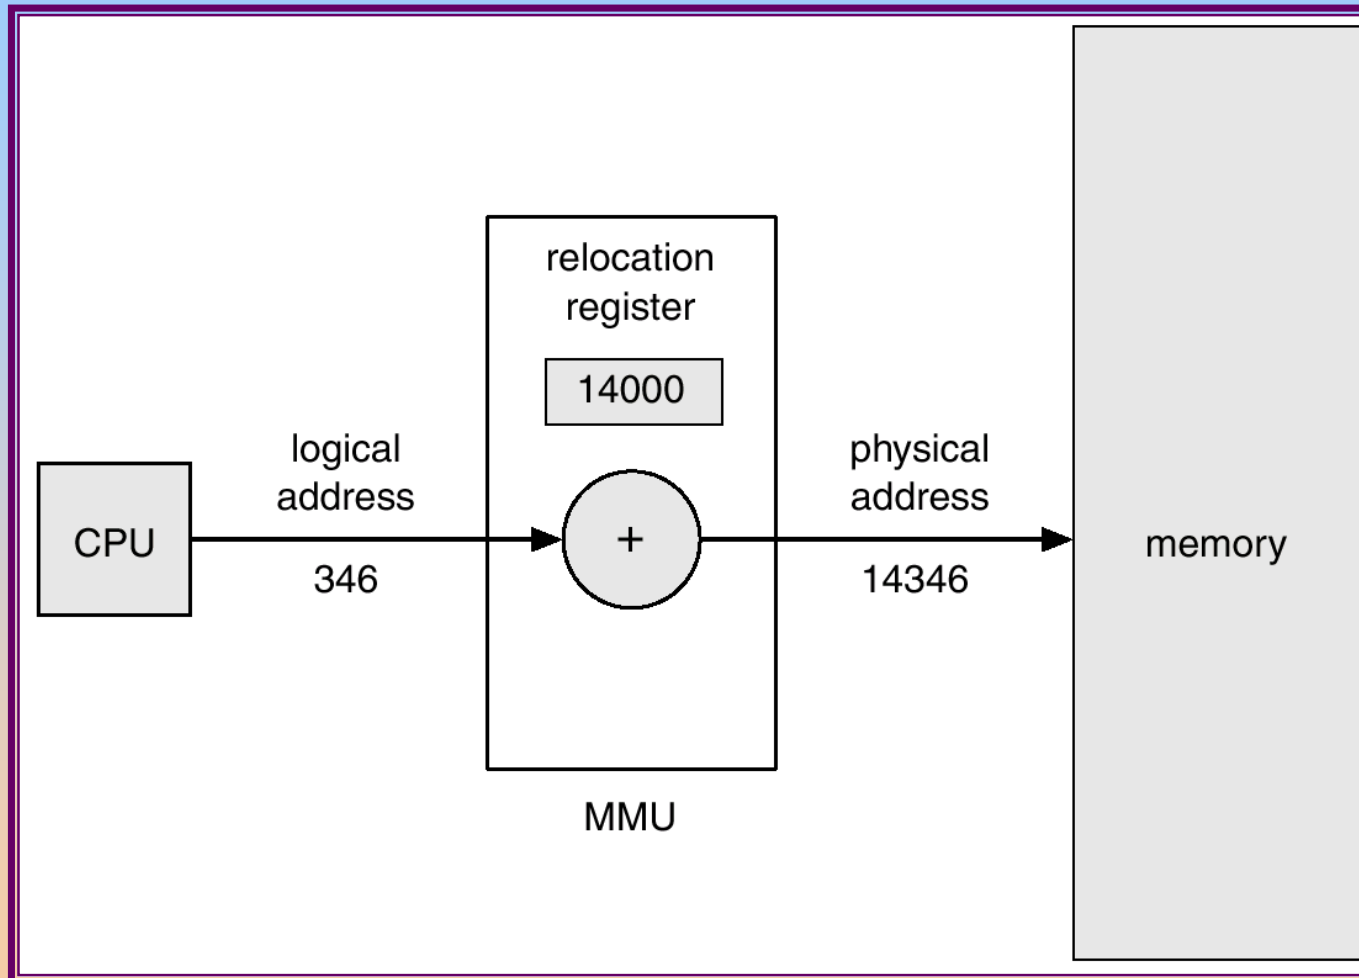 relocation
register
14000
logical
address
physical
address
CPU
+
memory
346
14346
MMU